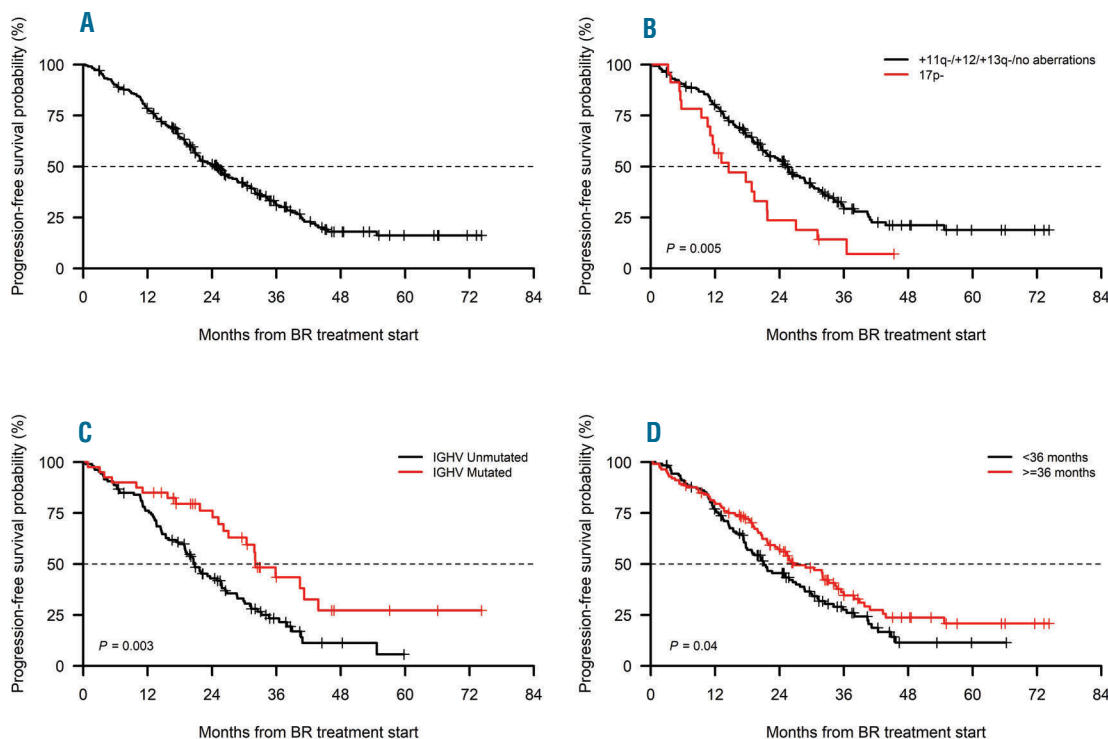 A
Progression-free survival probability (%)
100
75
50
25
0
0 12 24 36 48 60 72 84
Months from BR treatment start
B
Progression-free survival probability (%)
+11q-/+12/+13q-/no aberrations
17p-
100
75
50
25
0
P = 0.005
0 12 24 36 48 60 72 84
Months from BR treatment start
C
Progression-free survival probability (%)
IGHV Unmutated
IGHV Mutated
100
75
50
25
0
P = 0.003
0 12 24 36 48 60 72 84
Months from BR treatment start
D
Progression-free survival probability (%)
<36 months
>=36 months
100
75
50
25
0
P = 0.04
0 12 24 36 48 60 72 84
Months from BR treatment start